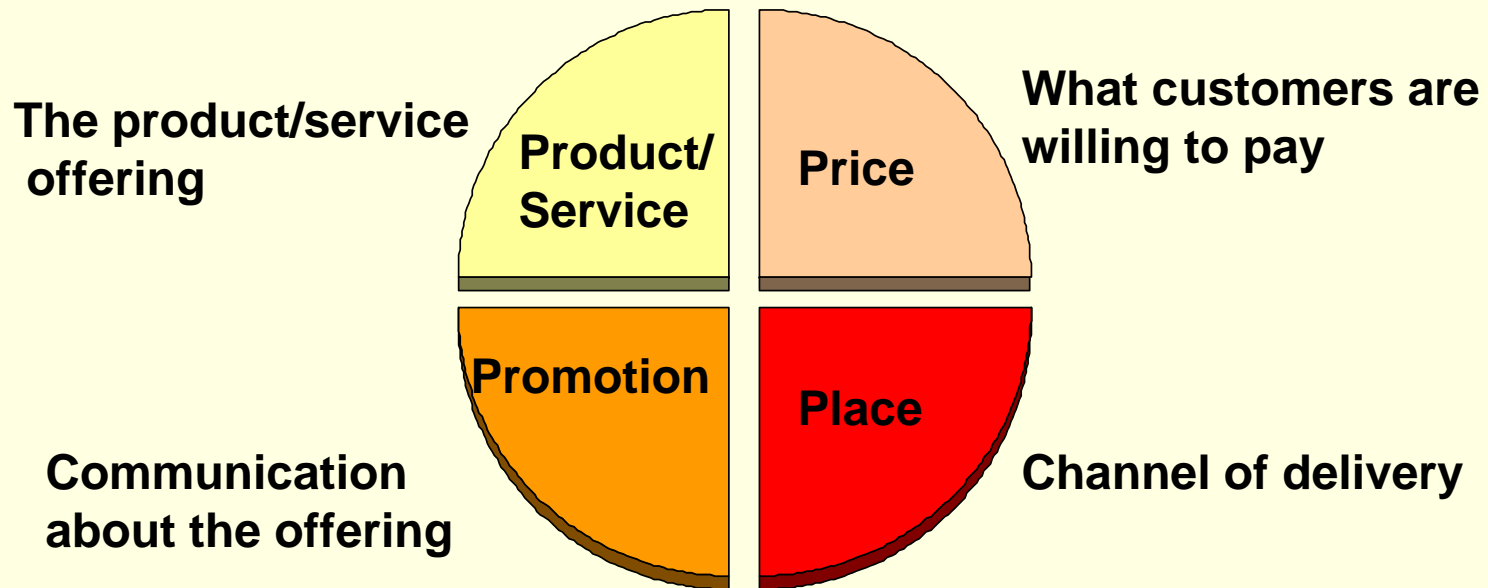 The product/service
offering
Product/
Service
Price
What customers are
willing to pay
Promotion
Place
Communication
about the offering
Channel of delivery